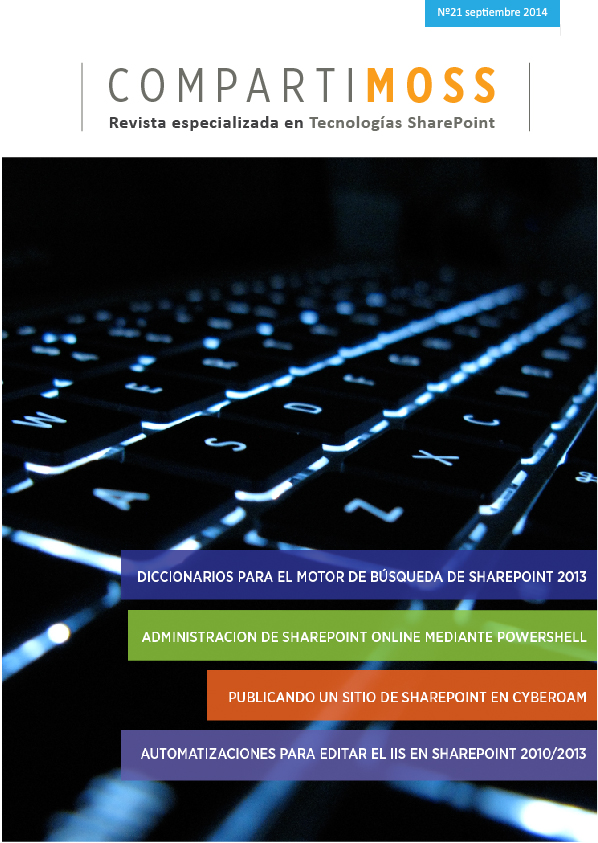 Nº21 septiembre 2014
COMPARTIMOSS
Revista especializada en Tecnologías SharePoint
W E R
A S D F G
Z X C V
DICCIONARIOS PARA EL MOTOR DE BÚSQUEDA DE SHAREPOINT 2013
ADMINISTRACION DE SHAREPOINT ONLINE MEDIANTE POWERSHELL
PUBLICANDO UN SITIO DE SHAREPOINT EN CYBEROAM
AUTOMATIZACIONES PARA EDITAR EL IIS EN SHAREPOINT 2010/2013